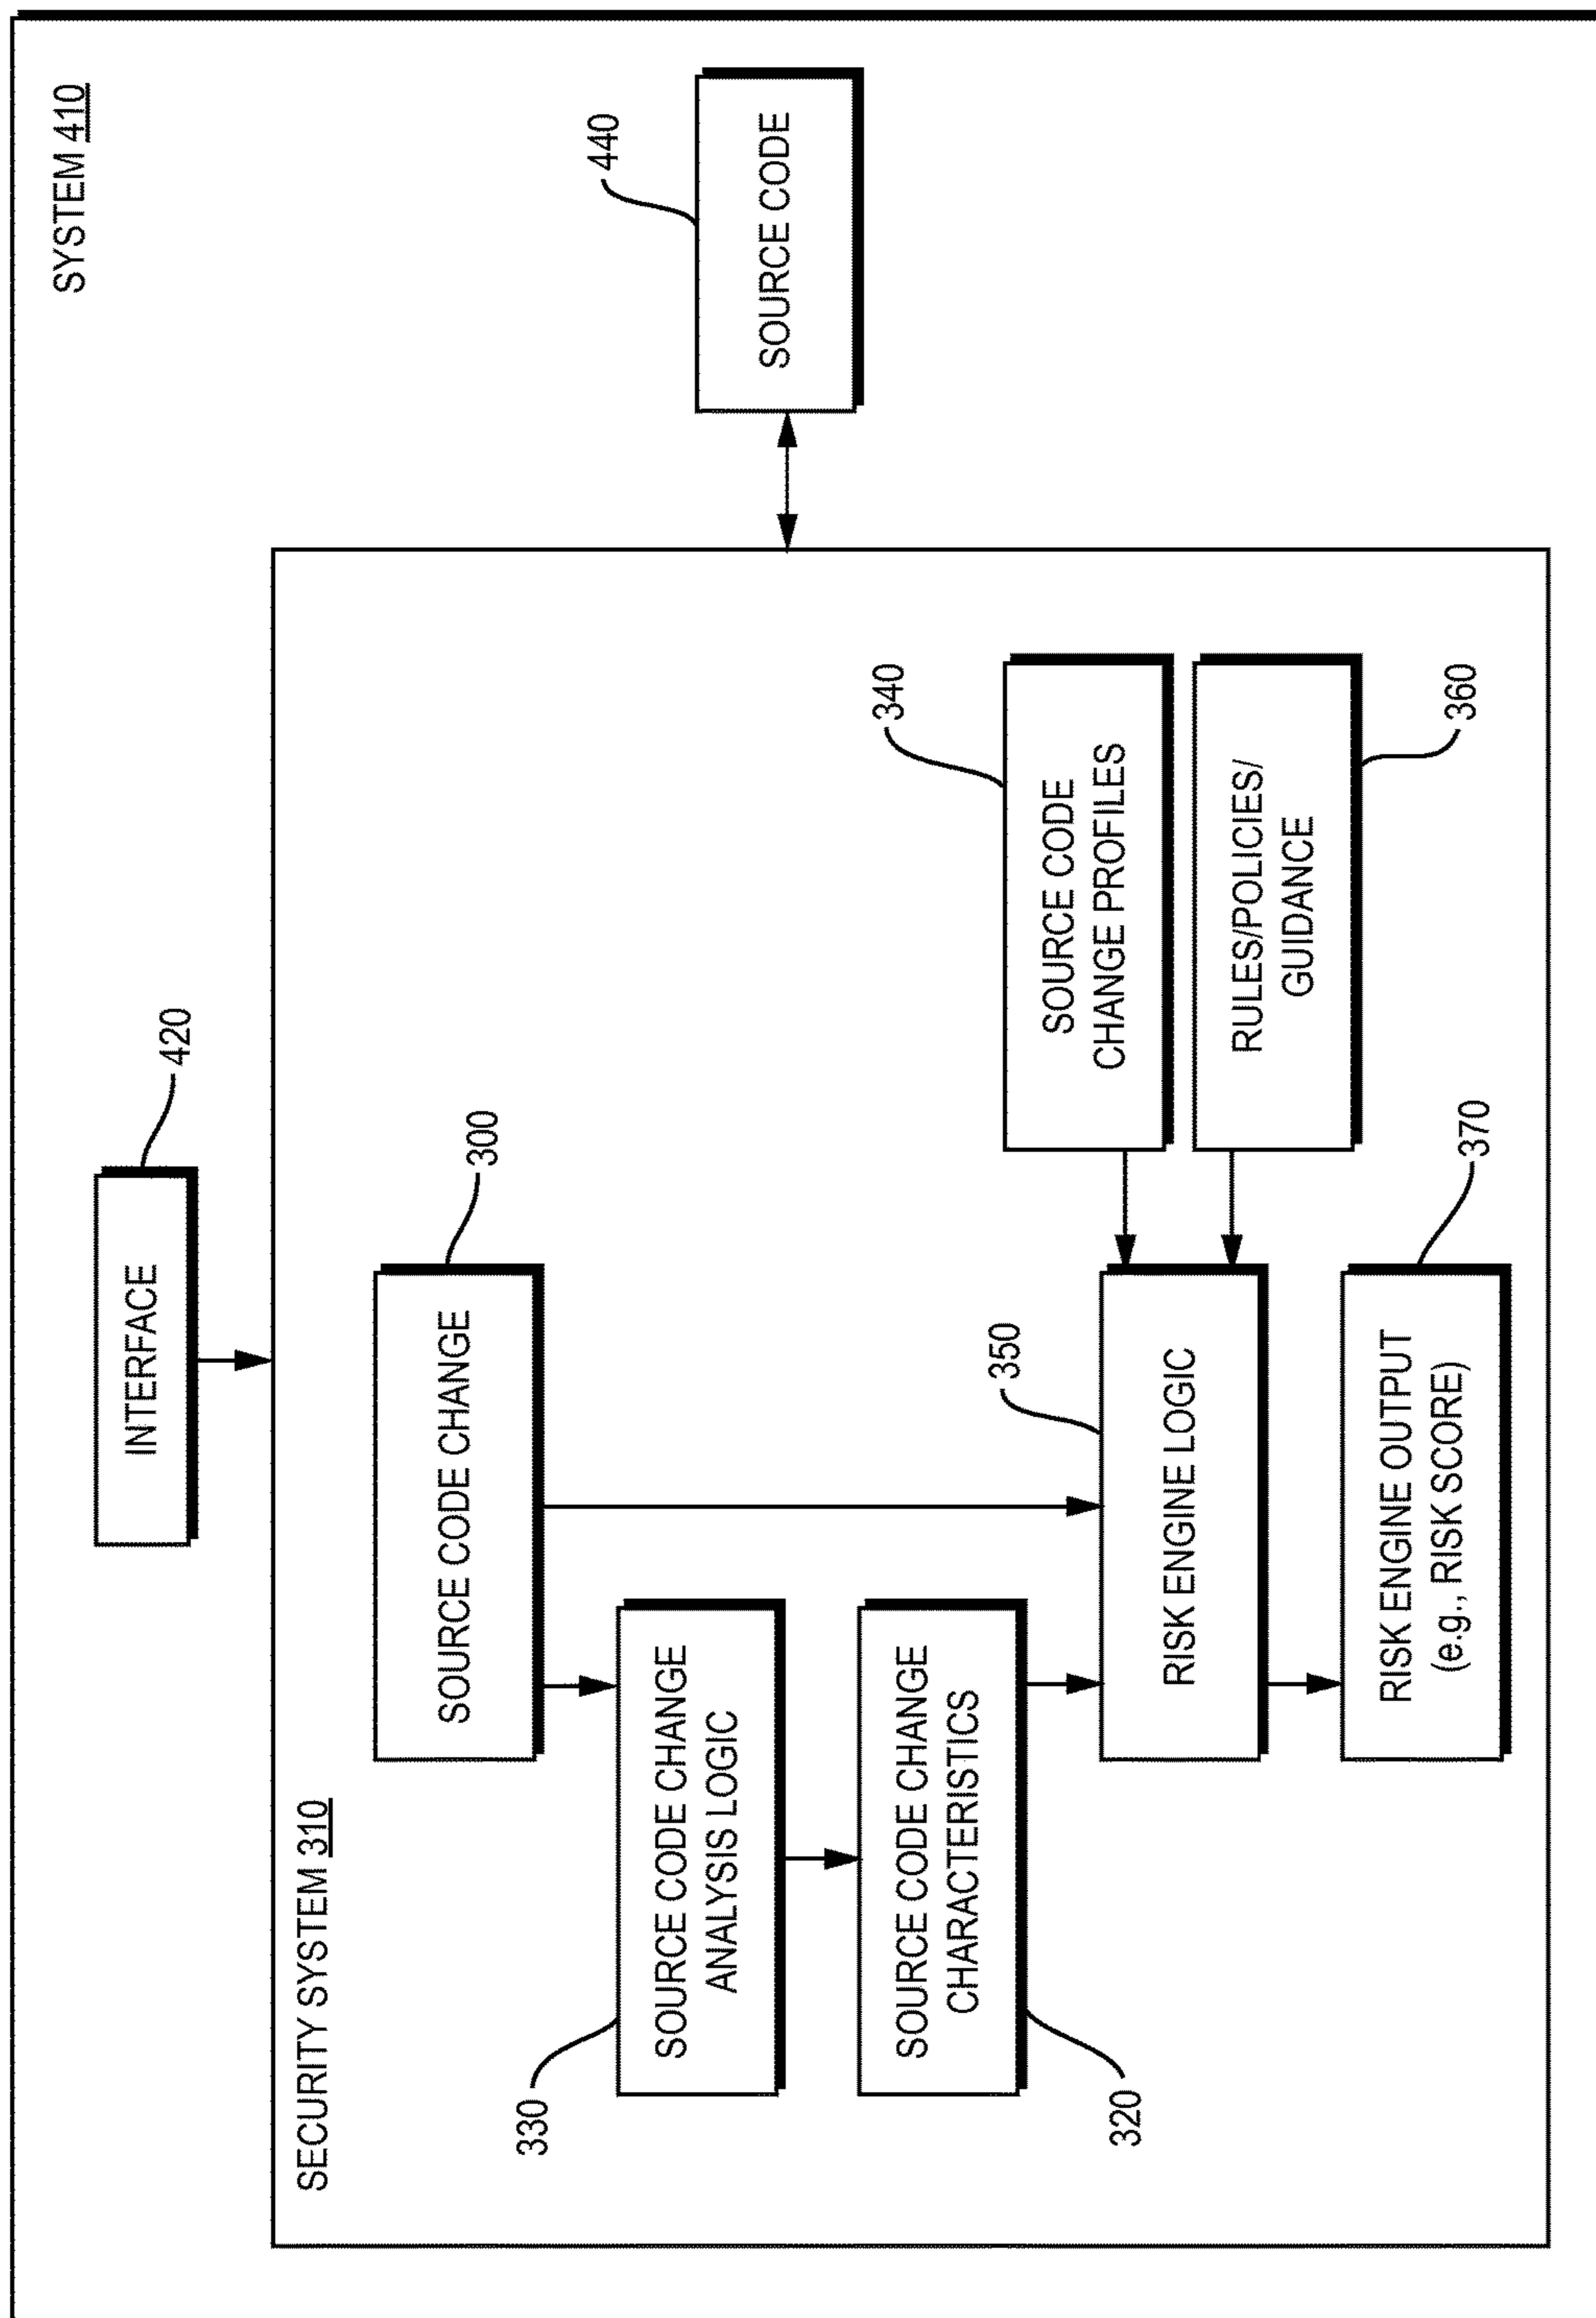 SYSTEM 410
INTERFACE
420
SECURITY SYSTEM 310
SOURCE CODE CHANGE
300
440
SOURCE CODE
330
SOURCE CODE CHANGE
ANALYSIS LOGIC
SOURCE CODE CHANGE
CHARACTERISTICS
320
350
RISK ENGINE LOGIC
340
SOURCE CODE
CHANGE PROFILES
RULES/POLICIES/
GUIDANCE
360
RISK ENGINE OUTPUT
(e.g., RISK SCORE)
370